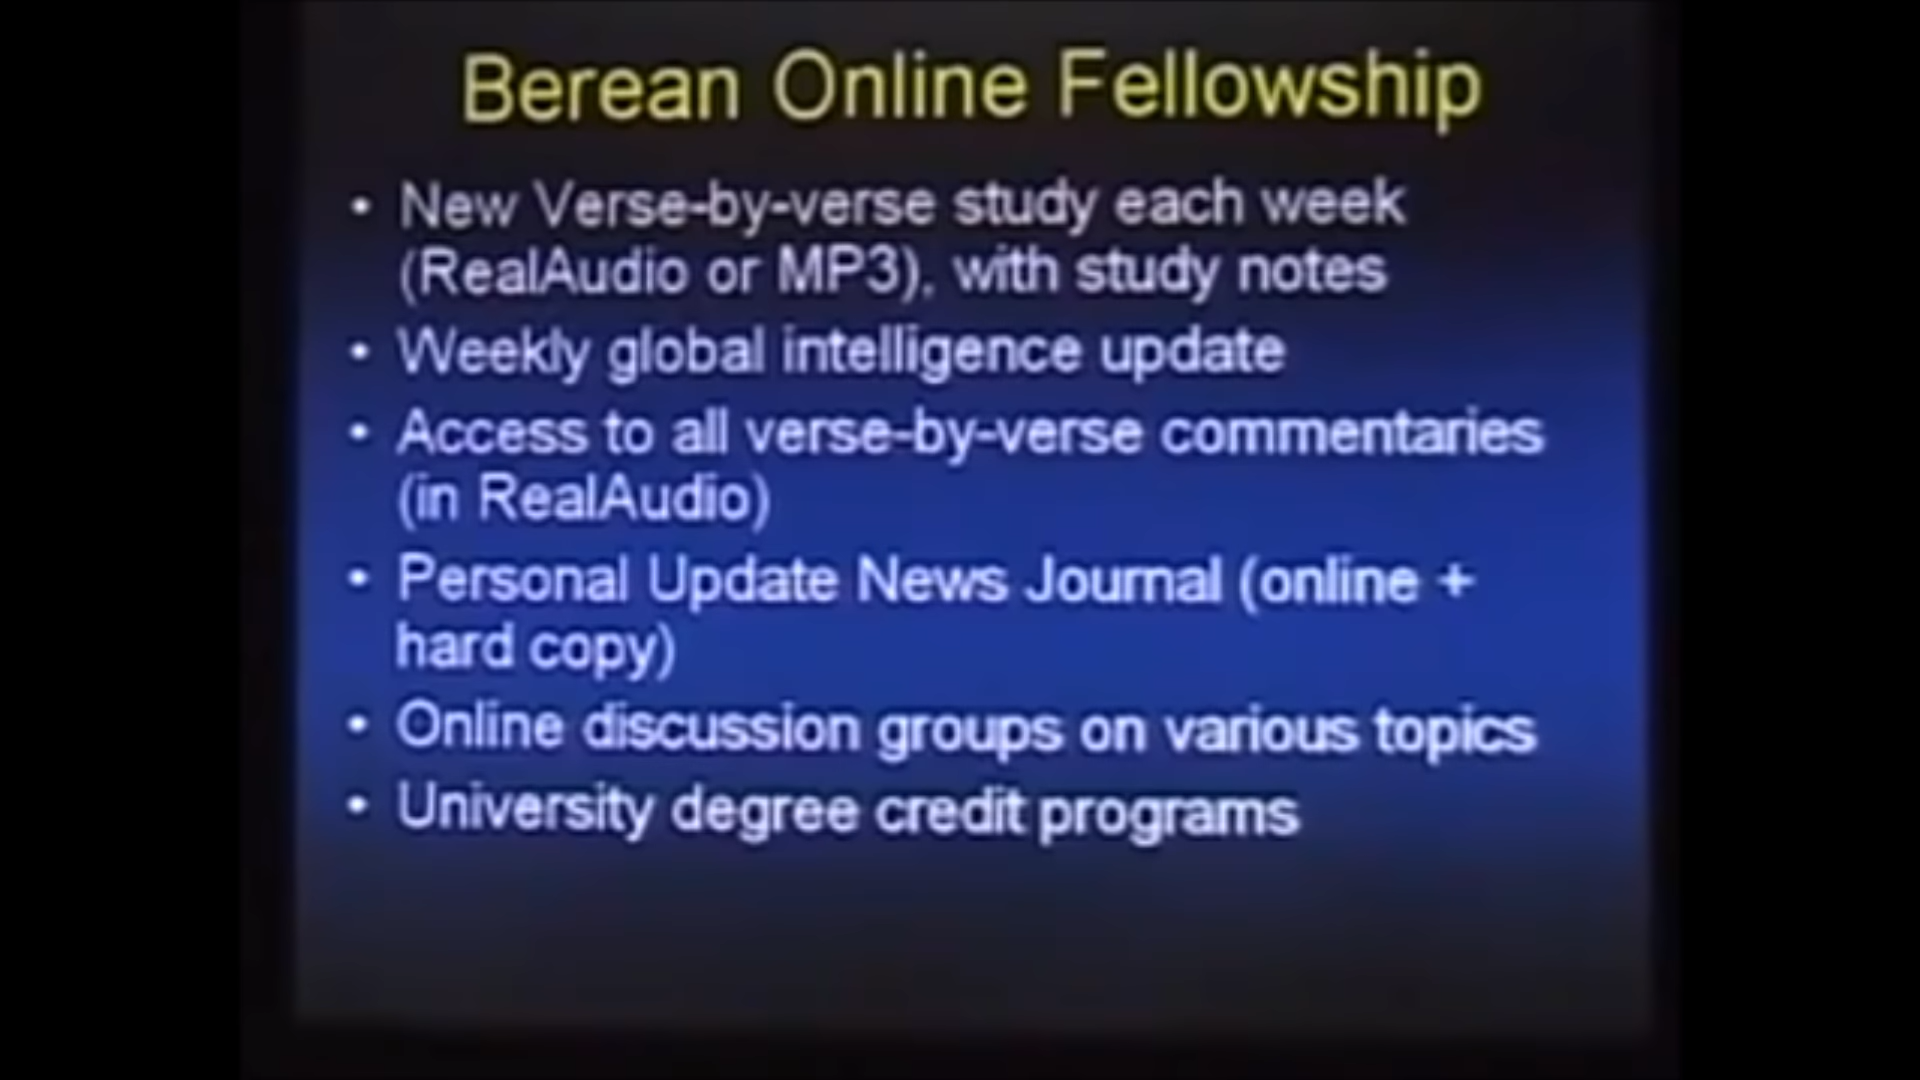 Berean Online Fellowship
• New Verse-by-verse study each week
(RealAudio or MP3), with study notes
• Weekly global intelligence update
• Access to all verse-by-verse commentaries
(in RealAudio)
• Personal Update News Journal (online +
hard copy)
• Online discussion groups on various topics
• University degree credit programs